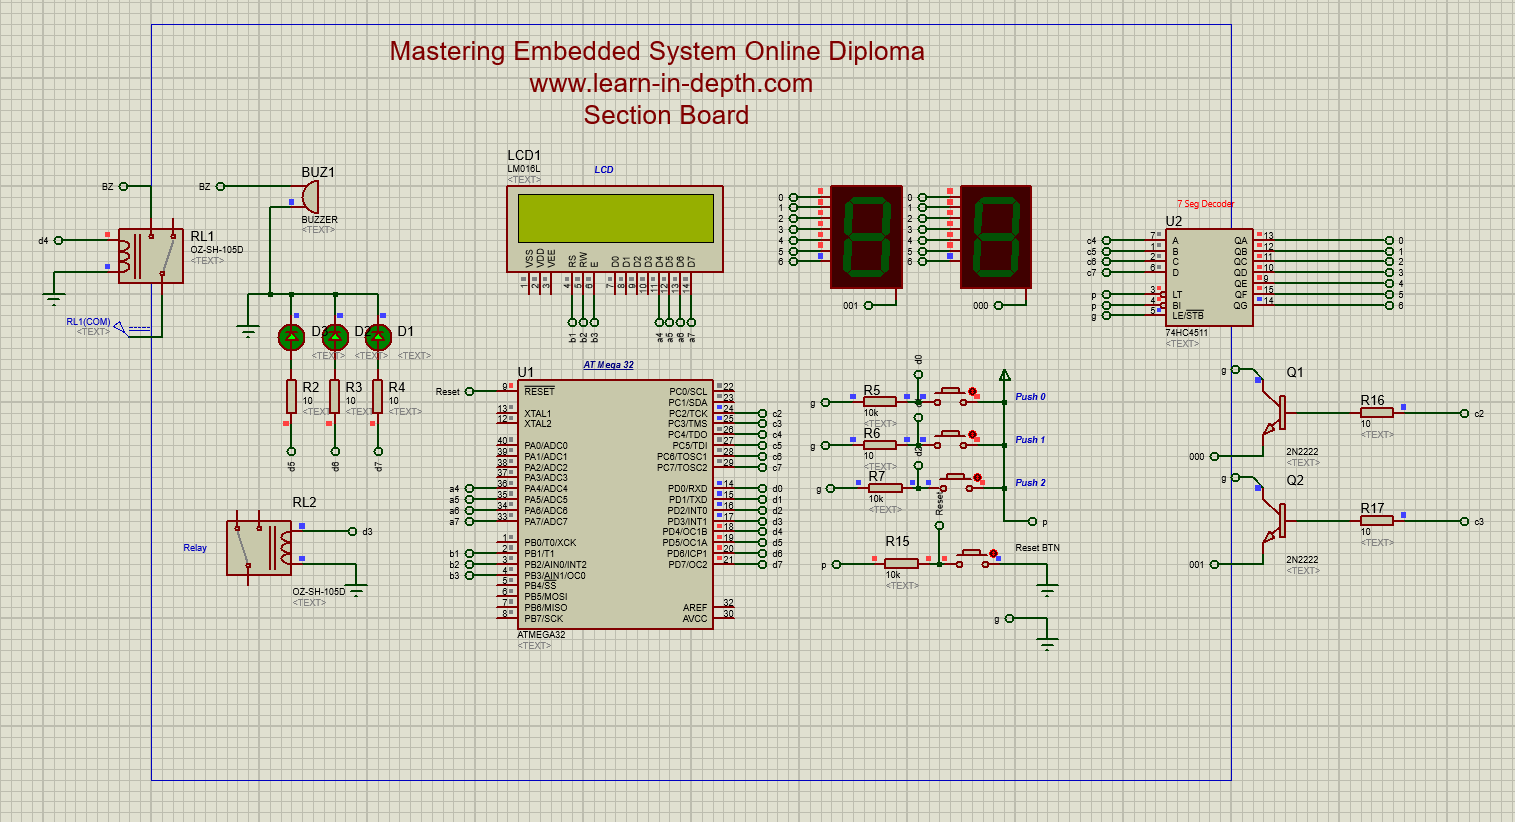 Mastering Embedded System Online Diploma
www.learn-in-depth.com
Section Board
BZ
d4
RL1
OZ-SH-105D
<TEXT>
RL1(COM)
<TEXT>
BZ
BUZ1
BUZZER
<TEXT>
D2
D1
<TEXT>
<TEXT>
<TEXT>
R2
10
<TEXT>
R3
10
<TEXT>
R4
10
<TEXT>
d5
d6
d7
RL2
d3
Relay
OZ-SH-105D
<TEXT>
LCD1
LM016L
<TEXT>
LCD
VSS
VDD
VEE
RS
RW
E
D0
D1
D2
D3
D4
D5
D6
D7
1
2
3
4
5
6
7
8
9
10
11
12
13
14
b1
b2
b3
a4
a5
a6
a7
AT Mega 32
U1
Reset
9
RESET
13
XTAL1
12
XTAL2
40
PA0/ADC0
39
PA1/ADC1
38
PA2/ADC2
37
PA3/ADC3
a4
36
PA4/ADC4
a5
35
PA5/ADC5
a6
34
PA6/ADC6
a7
33
PA7/ADC7
1
PB0/T0/XCK
b1
2
PB1/T1
b2
3
PB2/AIN0/INT2
b3
4
PB3/AIN1/OC0
5
PB4/SS
6
PB5/MOSI
7
PB6/MISO
8
PB7/SCK
PC0/SCL
22
PC1/SDA
23
PC2/TCK
24
c2
PC3/TMS
25
c3
PC4/TDO
26
c4
PC5/TDI
27
c5
PC6/TOSC1
28
c6
PC7/TOSC2
29
c7
PD0/RXD
14
d0
PD1/TXD
15
d1
PD2/INT0
16
d2
PD3/INT1
17
d3
PD4/OC1B
18
d4
PD5/OC1A
19
d5
PD6/ICP1
20
d6
PD7/OC2
21
d7
AREF
32
AVCC
30
ATMEGA32
<TEXT>
0
1
2
3
4
5
6
001
0
1
2
3
4
5
6
000
d0
g
R5
10k
<TEXT>
Push 0
g
R6
10
<TEXT>
Push 1
d2
g
R7
10k
<TEXT>
Push 2
Reset
p
p
R15
10k
<TEXT>
Reset BTN
g
7 Seg Decoder
U2
c4
7
A
c5
1
B
c6
2
C
c7
6
D
p
3
LT
p
4
BI
g
5
LE/STB
QA
13
0
QB
12
1
QC
11
2
QD
10
3
QE
9
4
QF
15
5
QG
14
6
74HC4511
<TEXT>
g
Q1
R16
10
<TEXT>
c2
000
2N2222
<TEXT>
g
Q2
R17
10
<TEXT>
c3
001
2N2222
<TEXT>